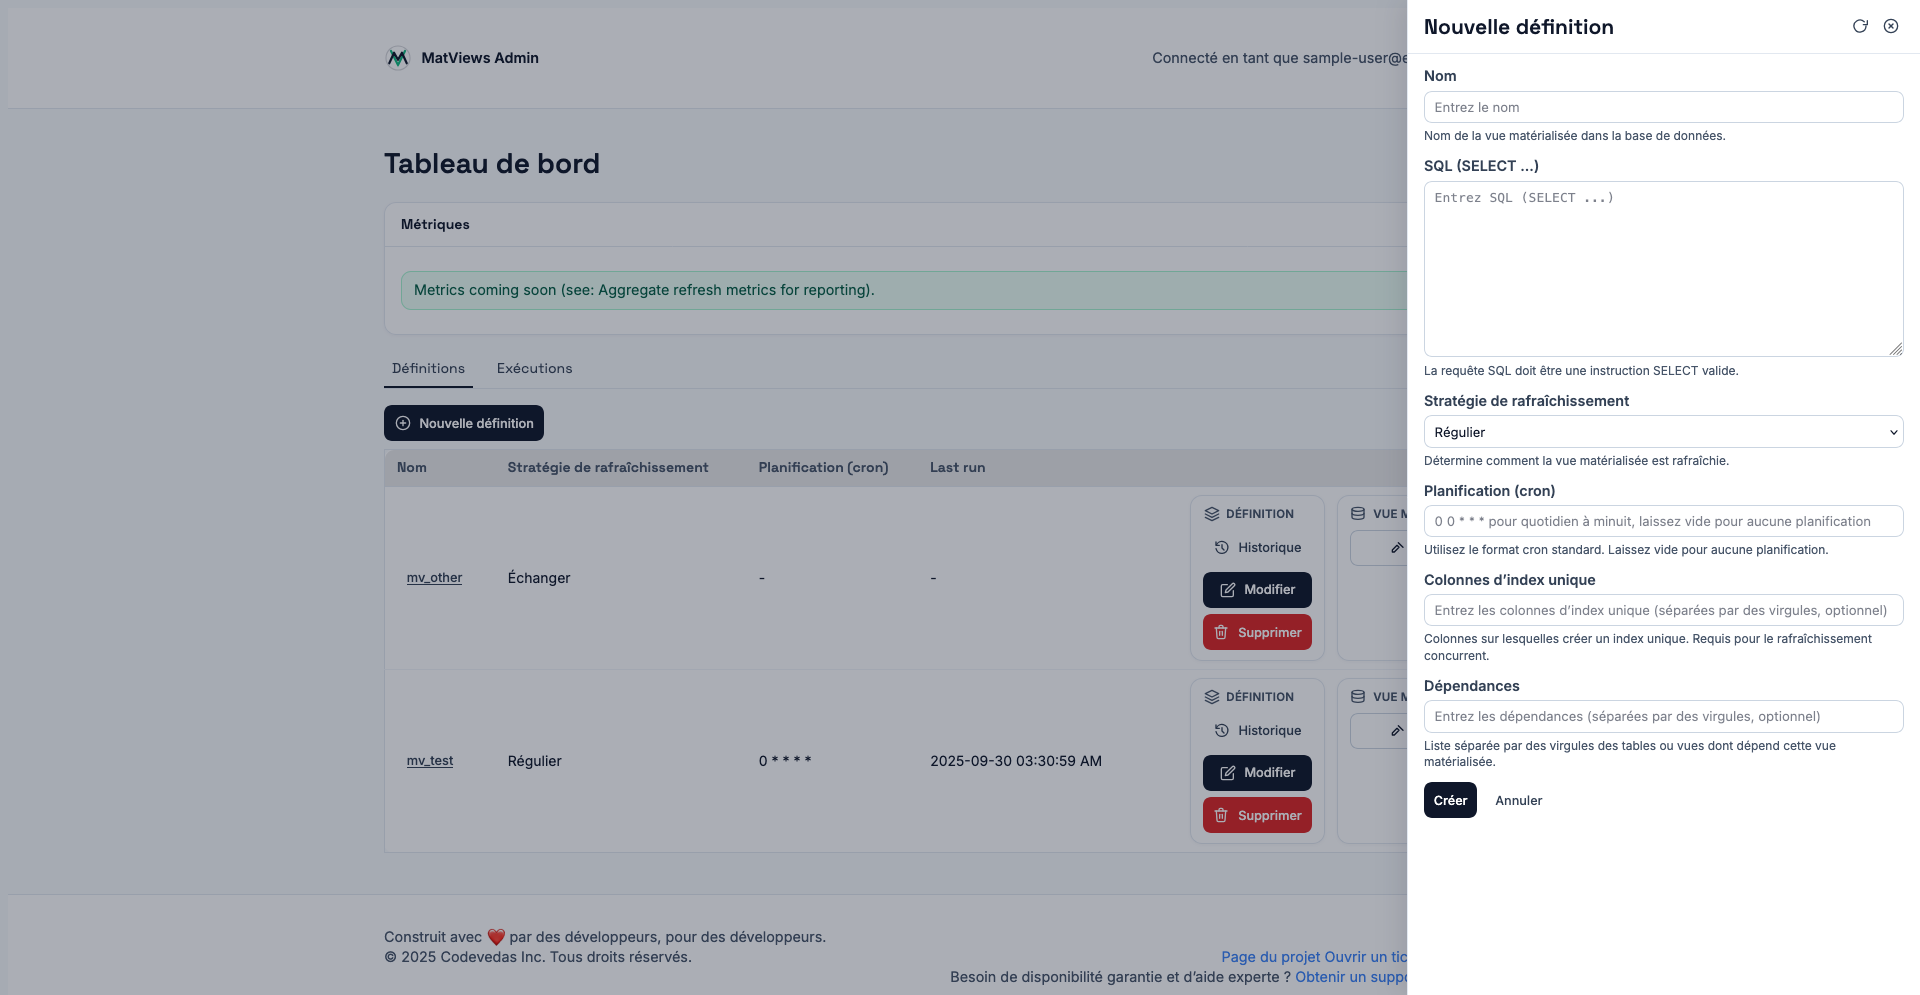 MatViews Admin
Connecté en tant que sample-user@e
Tableau de bord
Métriques
Metrics coming soon (see: Aggregate refresh metrics for reporting).
Définitions
Exécutions
Nouvelle définition
Nom
Stratégie de rafraîchissement
Planification (cron)
Last run
mv_other
Échanger
-
-
DÉFINITION
Historique
Modifier
Supprimer
VUE M
mv_test
Régulier
0 * * * *
2025-09-30 03:30:59 AM
DÉFINITION
Historique
Modifier
Supprimer
VUE M
Construit avec ❤️ par des développeurs, pour des développeurs.
© 2025 Codevedas Inc. Tous droits réservés.
Page du projet Ouvrir un tic
Besoin de disponibilité garantie et d’aide experte ? Obtenir un suppo
Nouvelle définition
Nom
Entrez le nom
Nom de la vue matérialisée dans la base de données.
SQL (SELECT …)
Entrez SQL (SELECT ...)
La requête SQL doit être une instruction SELECT valide.
Stratégie de rafraîchissement
Régulier
Détermine comment la vue matérialisée est rafraîchie.
Planification (cron)
0 0 * * * pour quotidien à minuit, laissez vide pour aucune planification
Utilisez le format cron standard. Laissez vide pour aucune planification.
Colonnes d’index unique
Entrez les colonnes d’index unique (séparées par des virgules, optionnel)
Colonnes sur lesquelles créer un index unique. Requis pour le rafraîchissement
concurrent.
Dépendances
Entrez les dépendances (séparées par des virgules, optionnel)
Liste séparée par des virgules des tables ou vues dont dépend cette vue
matérialisée.
Créer
Annuler